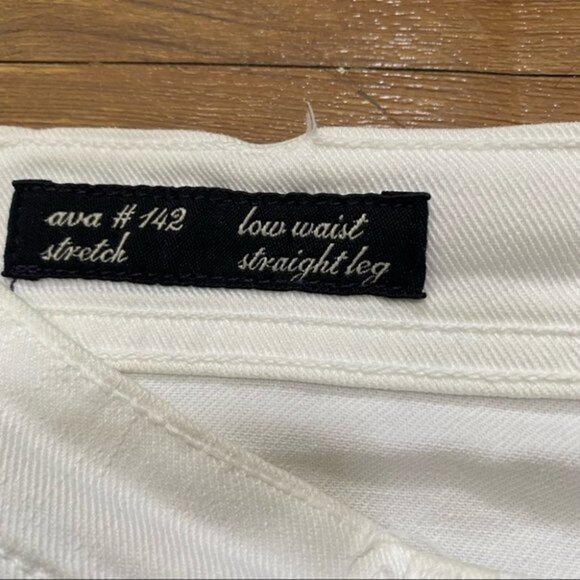 ava # 142
stretch
low waist
straight leg